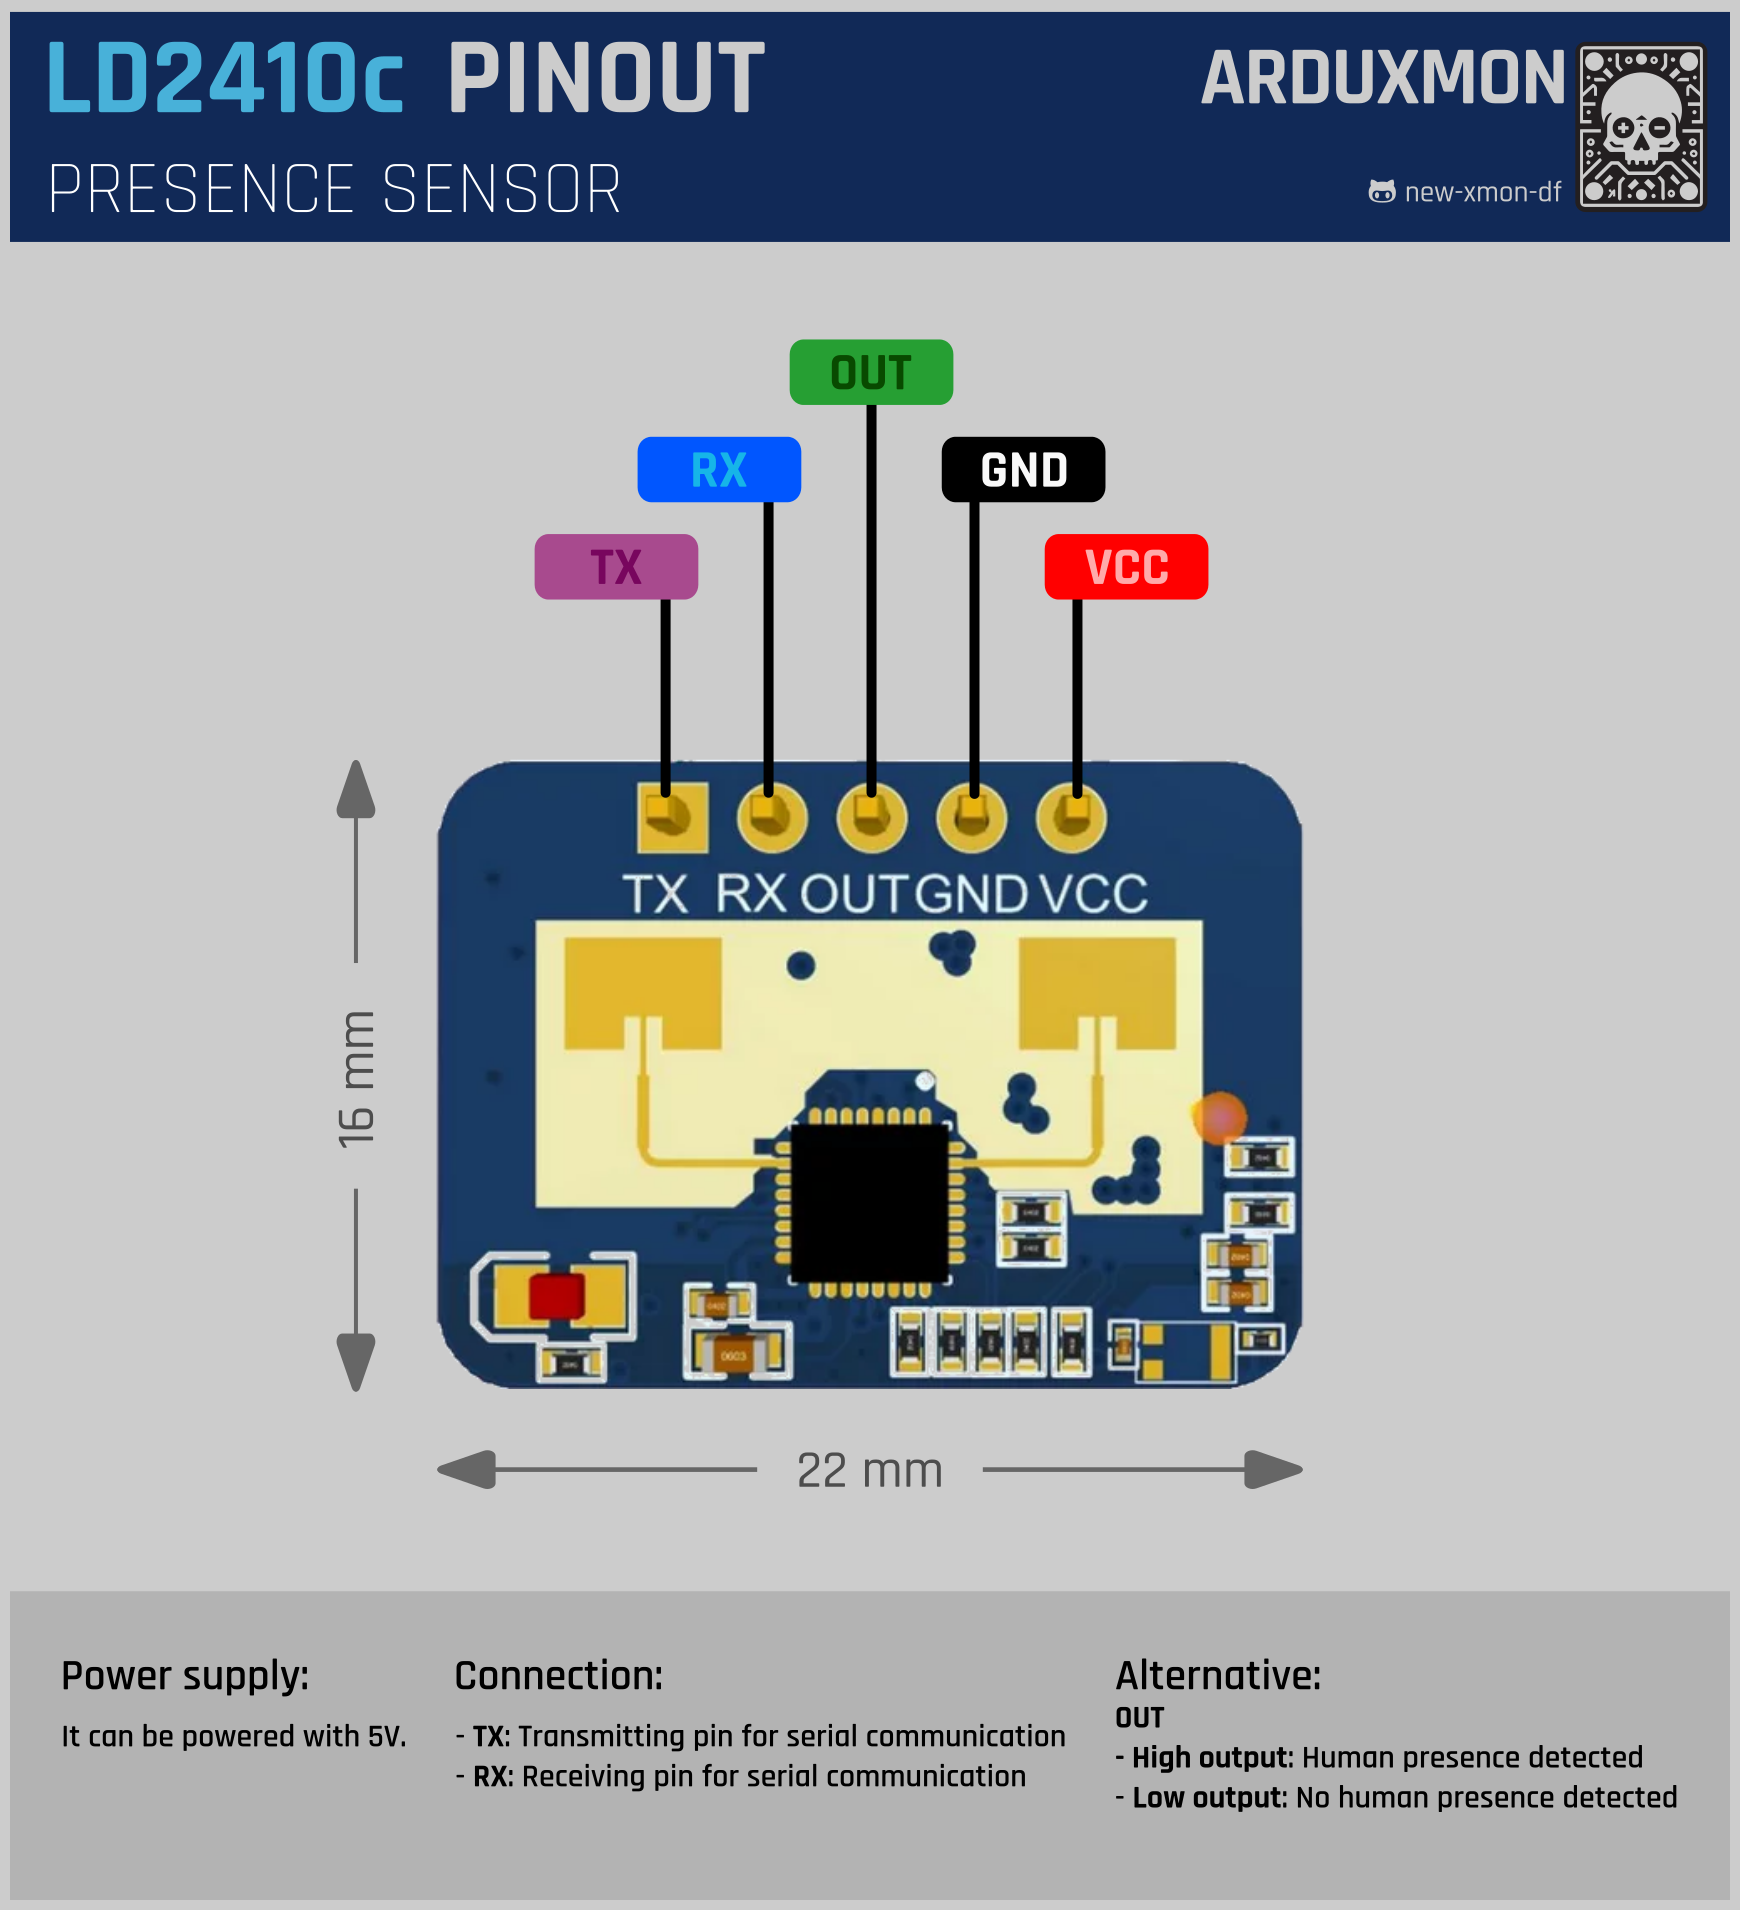 LD2410c PINOUT
ARDUXMON
PRESENCE SENSOR
new-xmon-df
OUT
RX
GND
TX
VCC
TX RX OUT GND VCC
16 mm
0402
0603
22 mm
Power supply:
It can be powered with 5V.
Connection:
- TX: Transmitting pin for serial communication
- RX: Receiving pin for serial communication
Alternative:
OUT
- High output: Human presence detected
- Low output: No human presence detected